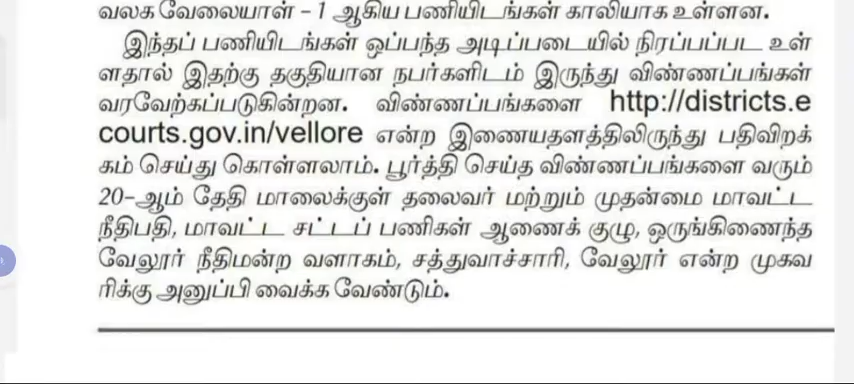 வலக வேலையாள் - 1 ஆகிய பணியிடங்கள் காலியாக உள்ளன.
இந்தப் பணியிடங்கள் ஒப்பந்த அடிப்படையில் நிரப்பப்பட உள்
ளதால் இதற்கு தகுதியான நபர்களிடம் இருந்து விண்ணப்பங்கள்
வரவேற்கப்படுகின்றன. விண்ணப்பங்களை http://districts.e
courts.gov.in/vellore என்ற இணையதளத்திலிருந்து பதிவிறக்
கம் செய்து கொள்ளலாம். பூர்த்தி செய்த விண்ணப்பங்களை வரும்
20-ஆம் தேதி மாலைக்குள் தலைவர் மற்றும் முதன்மை மாவட்ட
நீதிபதி, மாவட்ட சட்டப் பணிகள் ஆணைக் குழு, ஒருங்கிணைந்த
வேலூர் நீதிமன்ற வளாகம், சத்துவாச்சாரி, வேலூர் என்ற முகவ
ரிக்கு அனுப்பி வைக்க வேண்டும்.